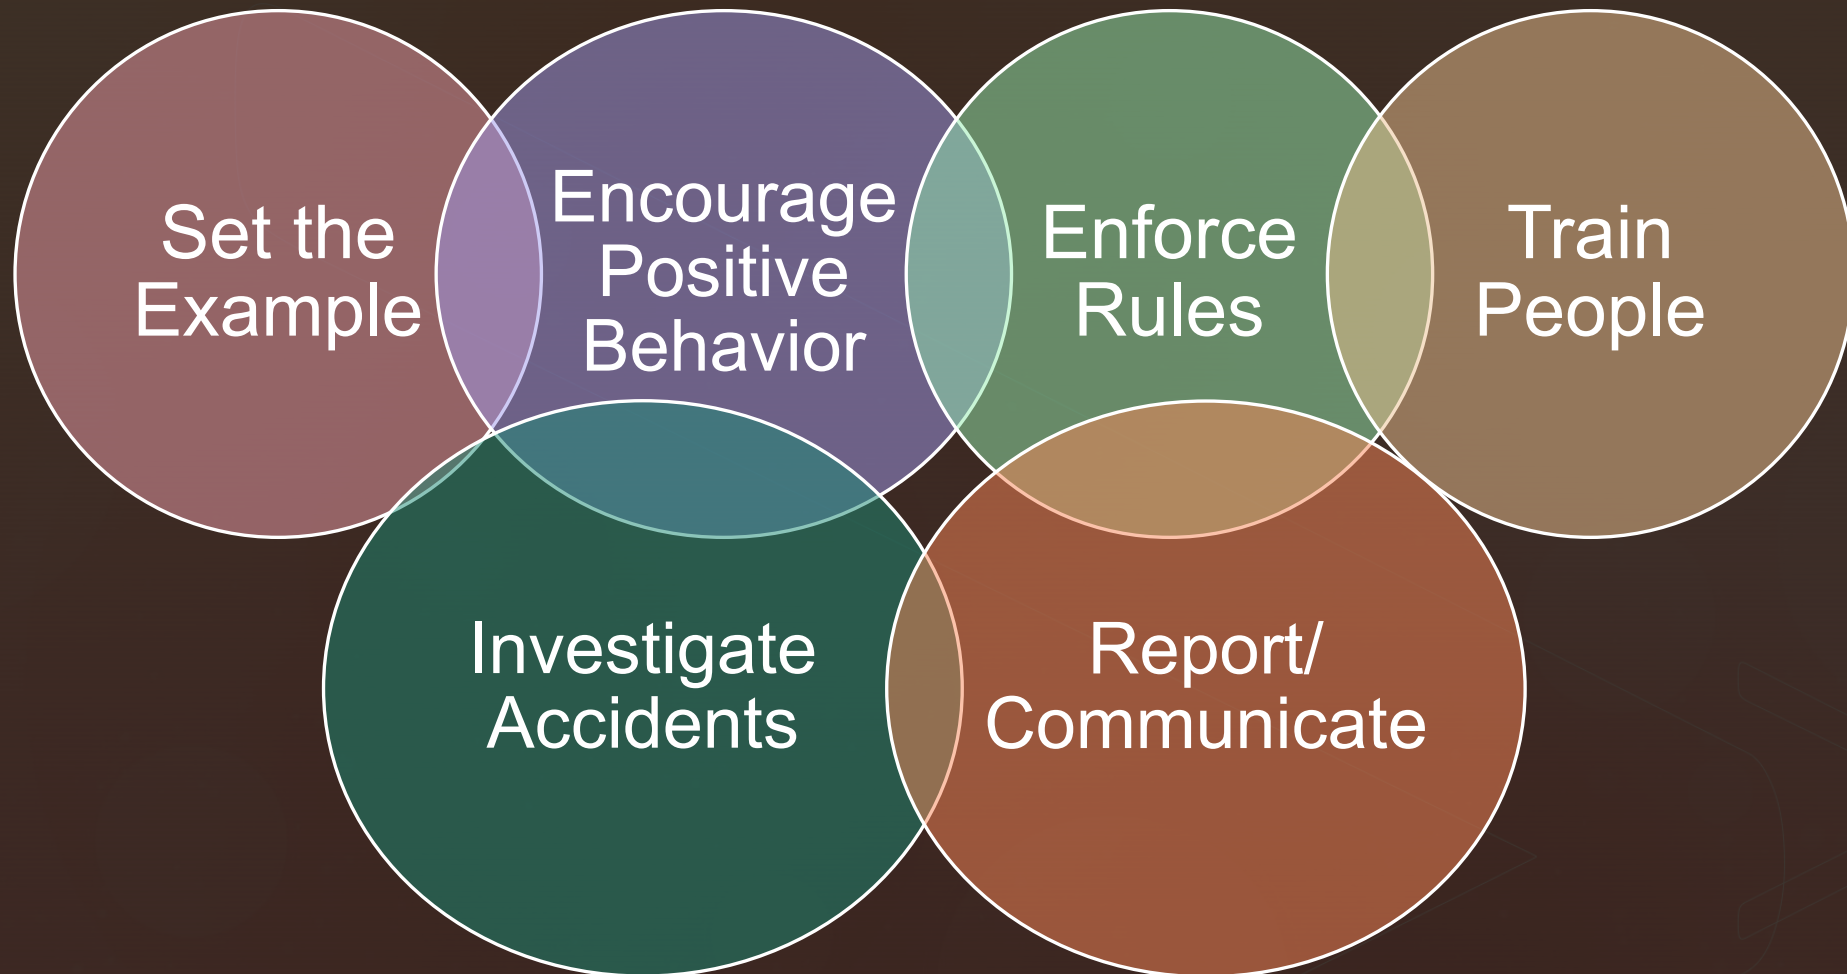 Set the
Example
Encourage
Positive
Behavior
Enforce
Rules
Train
People
Investigate
Accidents
Report/
Communicate